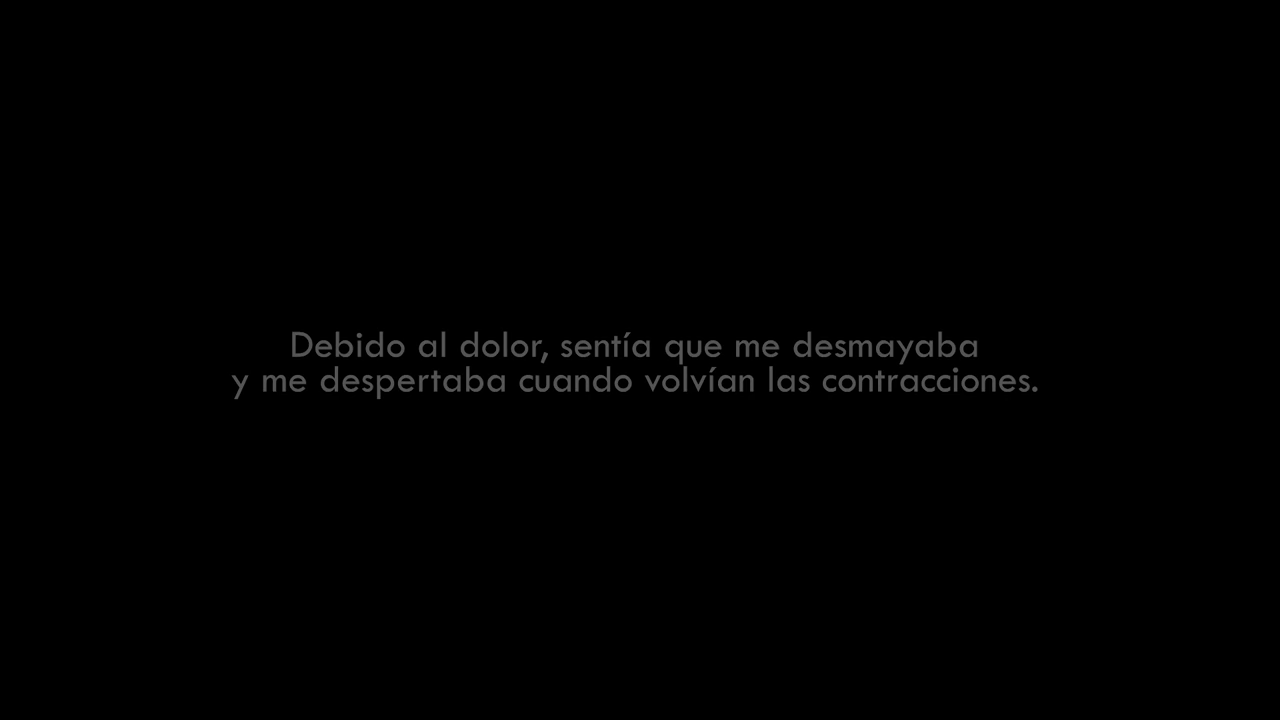 Debido al dolor, sentía que me desmayaba
y me despertaba cuando volvían las contracciones.